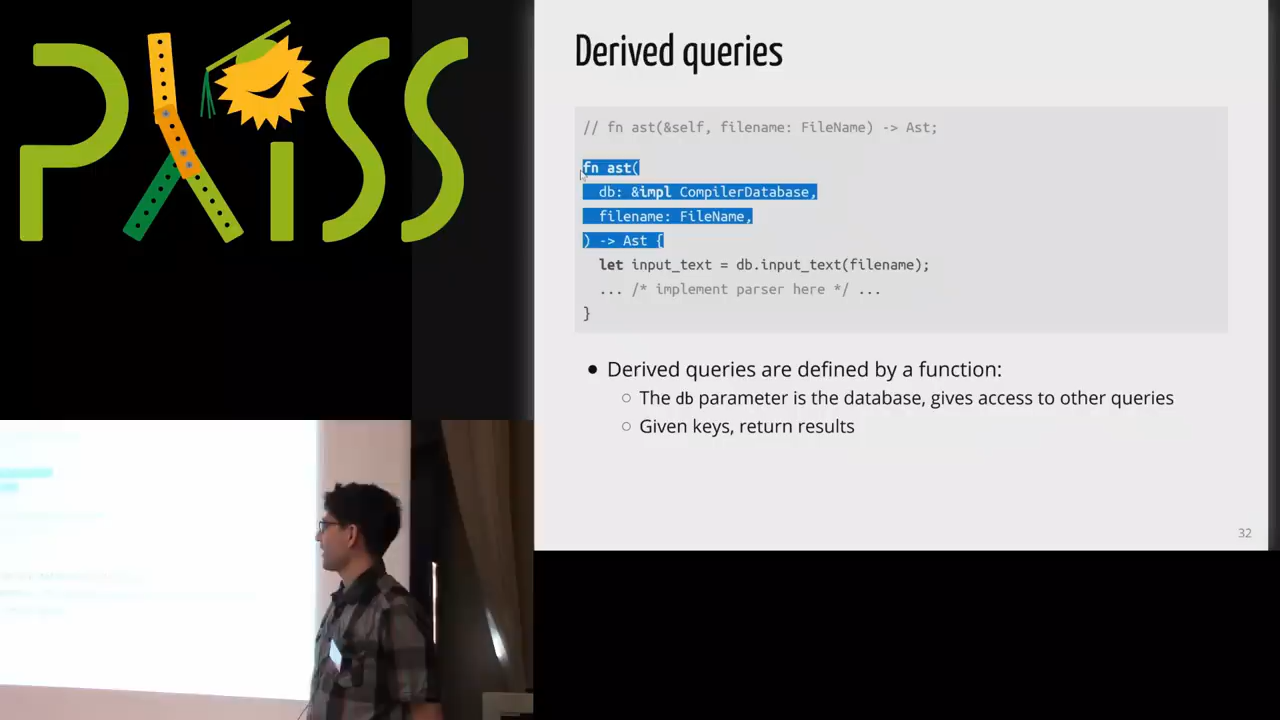 PLISS
Derived queries
// fn ast(&self, filename: FileName) -> Ast;
fn ast(
db: &impl CompilerDatabase,
filename: FileName,
) -> Ast {
let input_text = db.input_text(filename);
... /* implement parser here */ ...
}
● Derived queries are defined by a function:
○ The db parameter is the database, gives access to other queries
○ Given keys, return results
32